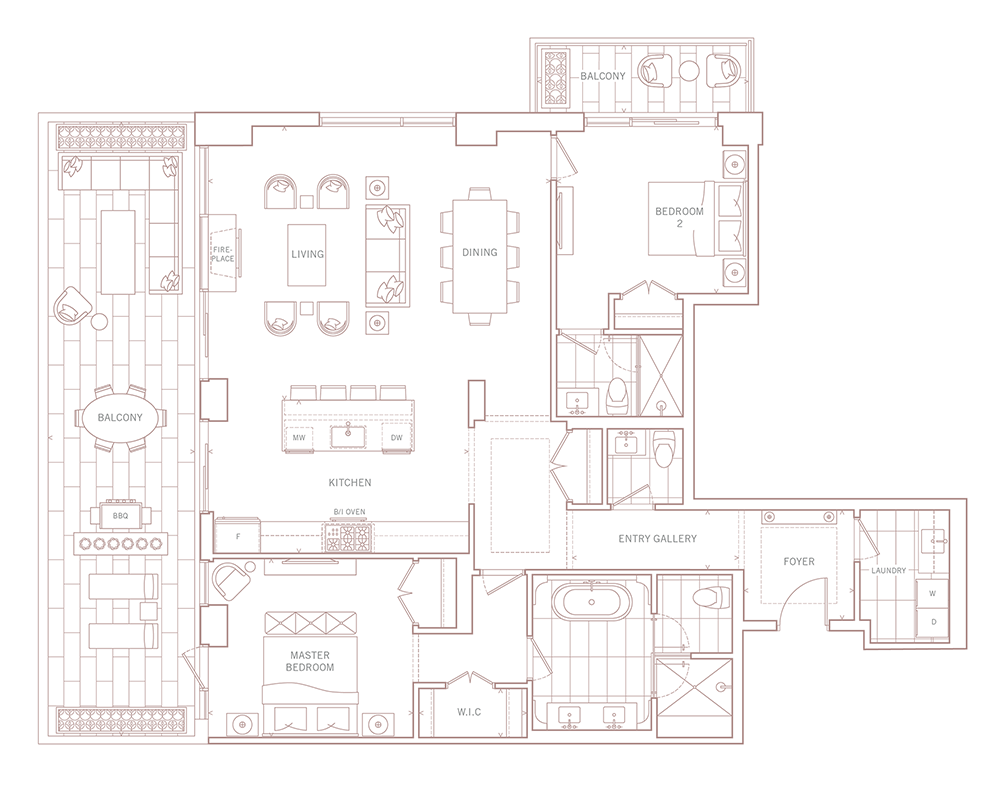 BALCONY
BEDROOM
2
FIRE-
PLACE
LIVING
DINING
BALCONY
MW
DW
KITCHEN
B/I OVEN
F
BBQ
ENTRY GALLERY
FOYER
LAUNDRY
W
D
MASTER
BEDROOM
W.I.C